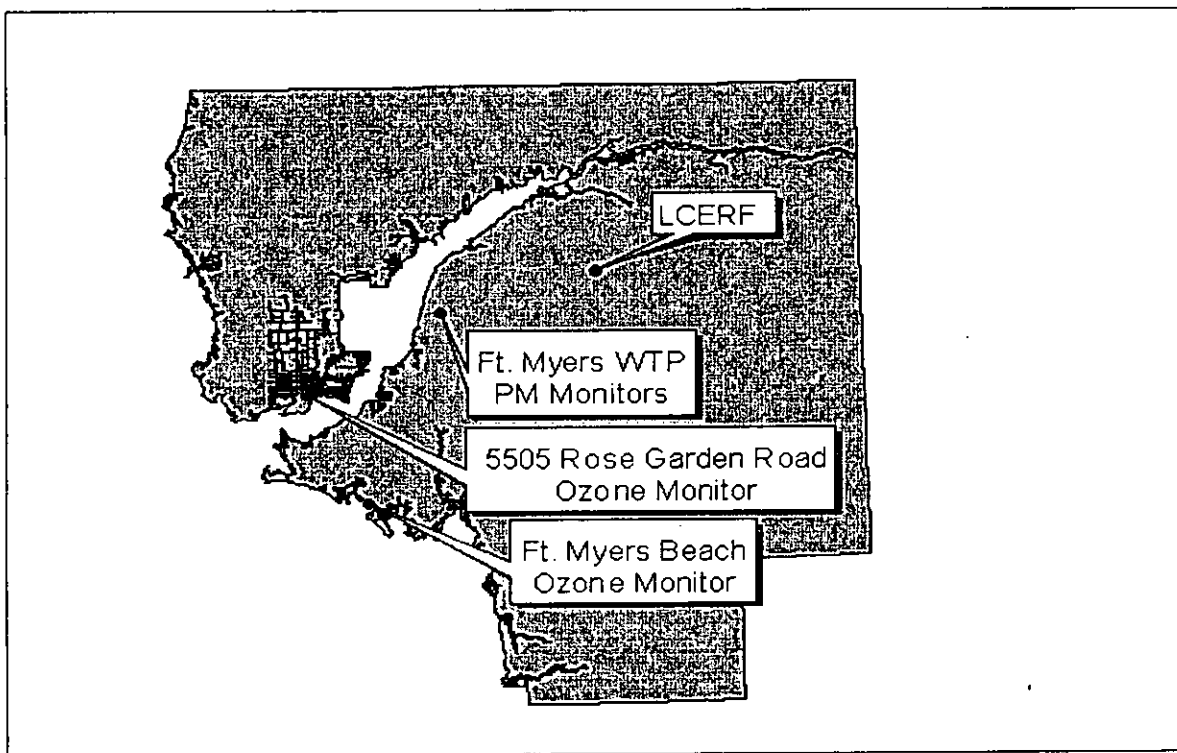 LCERF
Ft. Myers WTP
PM Monitors
5505 Rose Garden Road
Ozone Monitor
Ft. Myers Beach
Ozone Monitor